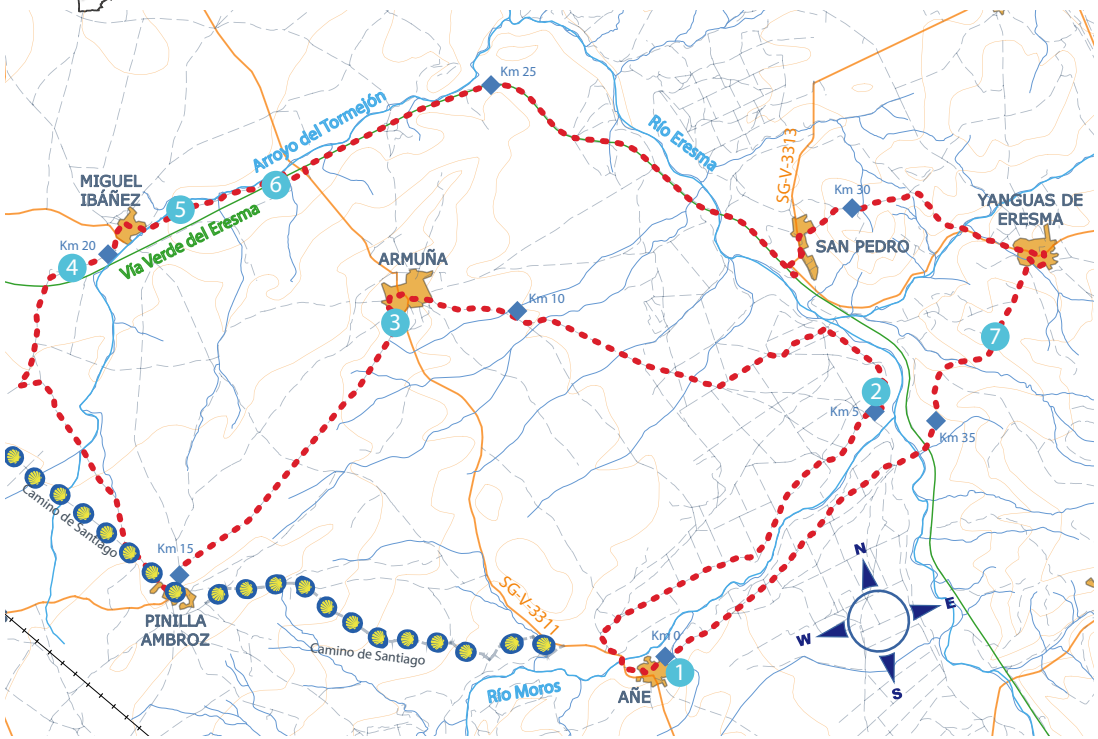 Km 25
Arroyo del Tormejón
Río Eresma
SG-V-3313
6
MIGUEL
IBÁÑEZ
5
Km 30
YANGUAS DE
ERESMA
Km 20
Vía Verde del Eresma
SAN PEDRO
4
ARMUÑA
Km 10
3
7
2
Km 5
Km 35
Camino de Santiago
Km 15
PINILLA
AMBROZ
SG-V-3311
Camino de Santiago
Km 0
1
Río Moros
AÑE
N
E
W
S